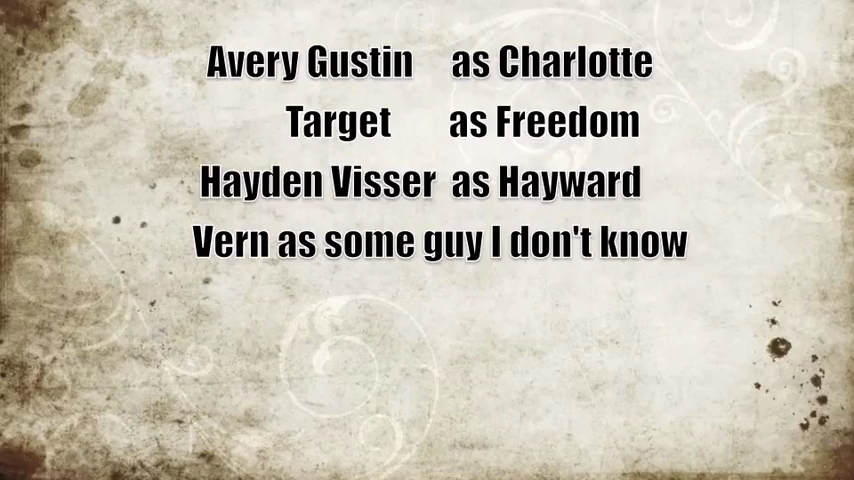 Avery Gustin as Charlotte
Target as Freedom
Hayden Visser as Hayward
Vern as some guy I don't know